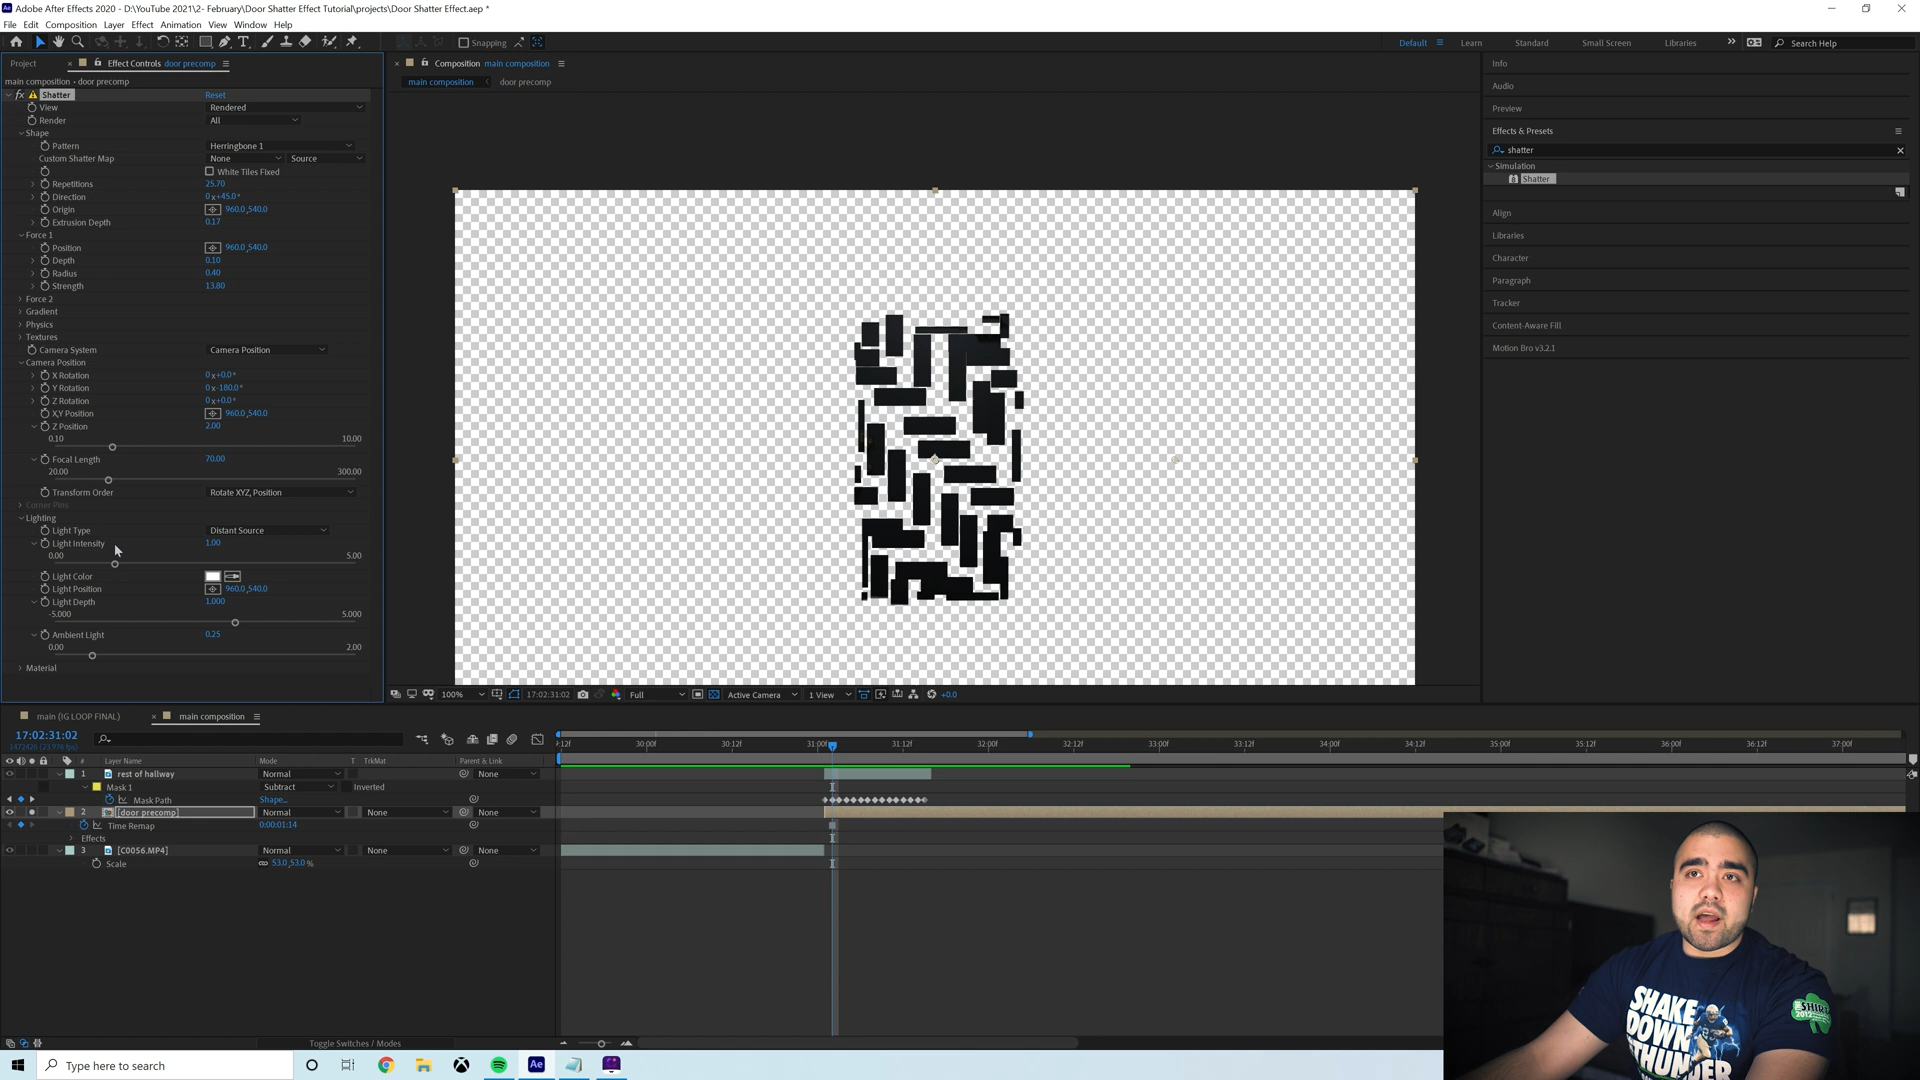 Adobe After Effects 2020 - D:\YouTube 2021\2- February\Door Shatter Effect Tutorial\projects\Door Shatter Effect.aep *
File Edit Composition Layer Effect Animation View Window Help
Snapping
Default Learn Standard Small Screen Libraries Search Help
Project Effect Controls door precomp
main composition • door precomp
fx Shatter Reset
View Rendered
Render All
Shape
Pattern Herringbone 1
Custom Shatter Map None Source
White Tiles Fixed
Repetitions 25.70
Direction 0x+45.0°
Origin 960.0,540.0
Extrusion Depth 0.17
Force 1
Position 960.0,540.0
Depth 0.10
Radius 0.40
Strength 13.80
Force 2
Gradient
Physics
Textures
Camera System Camera Position
Camera Position
X Rotation 0x+0.0°
Y Rotation 0x-180.0°
Z Rotation 0x+0.0°
X,Y Position 960.0,540.0
Z Position 2.00
0.10 10.00
Focal Length 70.00
20.00 300.00
Transform Order Rotate XYZ, Position
Corner Pins
Lighting
Light Type Distant Source
Light Intensity 1.00
0.00 5.00
Light Color
Light Position 960.0,540.0
Light Depth 1.000
-5.000 5.000
Ambient Light 0.25
0.00 2.00
Material
Composition main composition
main composition door precomp
100% 17:02:31:02 Full Active Camera 1 View +0.0
Info
Audio
Preview
Effects & Presets
shatter
Simulation
Shatter
Align
Libraries
Character
Paragraph
Tracker
Content-Aware Fill
Motion Bro v3.2.1
main (IG LOOP FINAL) main composition
17:02:31:02
1472426 (23.976 fps)
:12f 30:00f 30:12f 31:00f 31:12f 32:00f 32:12f 33:00f 33:12f 34:00f 34:12f 35:00f 35:12f 36:00f 36:12f 37:00f
# Layer Name Mode T TrkMat Parent & Link
1 rest of hallway Normal None
Mask 1 Subtract Inverted
Mask Path Shape...
2 [door precomp] Normal None None
Time Remap 0:00:01:14
Effects
3 [C0056.MP4] Normal None None
Scale 53.0,53.0 %
Toggle Switches / Modes
Type here to search
Ae
SHAKE
DOWN
THE
THUNDER
THE
SHIRT
2012